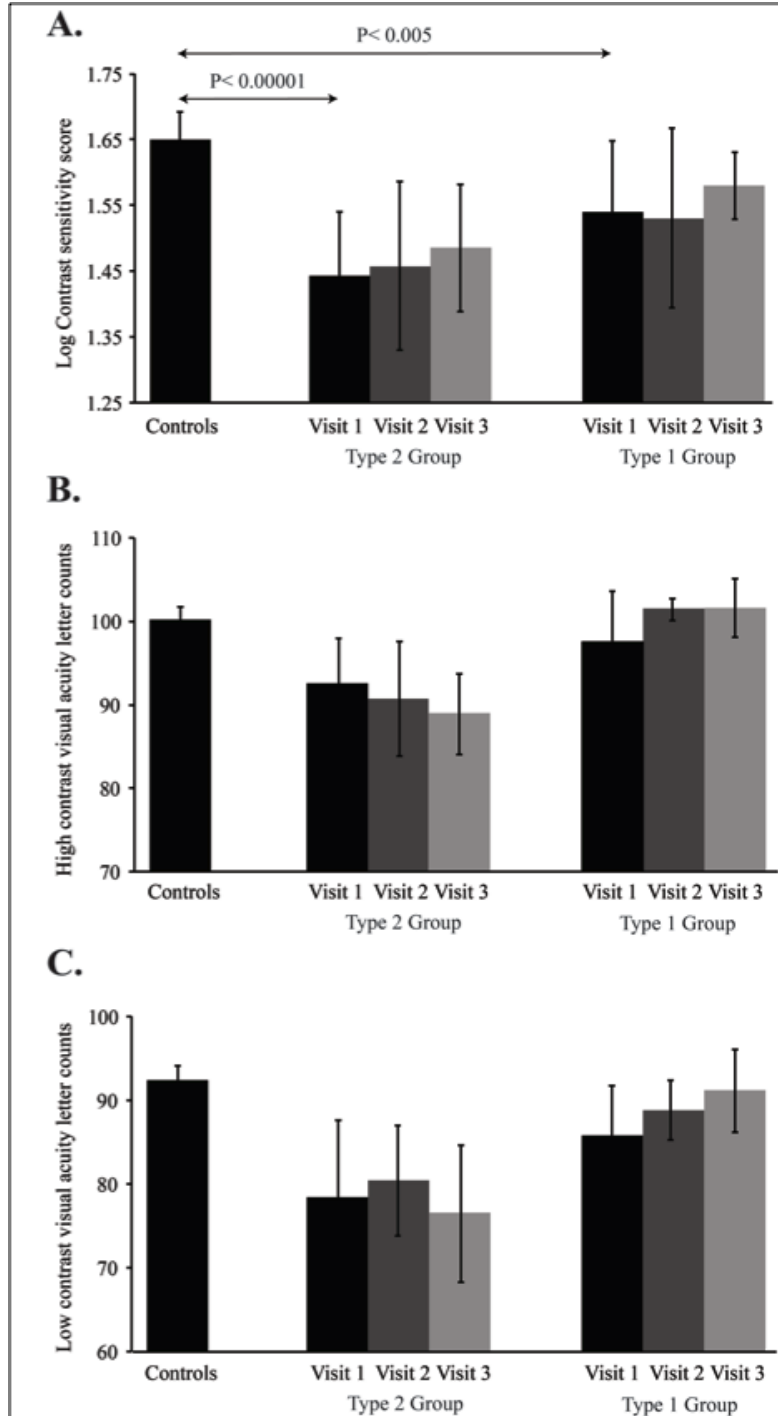 A.
P< 0.005
P< 0.00001
Log Contrast sensitivity score
1.75
1.65
1.55
1.45
1.35
1.25
Controls Visit 1 Visit 2 Visit 3 Visit 1 Visit 2 Visit 3
Type 2 Group Type 1 Group
B.
High contrast visual acuity letter counts
110
100
90
80
70
Controls Visit 1 Visit 2 Visit 3 Visit 1 Visit 2 Visit 3
Type 2 Group Type 1 Group
C.
Low contrast visual acuity letter counts
100
90
80
70
60
Controls Visit 1 Visit 2 Visit 3 Visit 1 Visit 2 Visit 3
Type 2 Group Type 1 Group